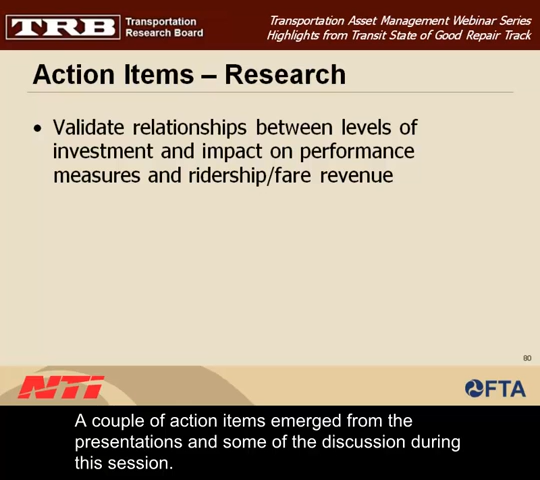 TRB
Transportation
Research Board
Transportation Asset Management Webinar Series
Highlights from Transit State of Good Repair Track
Action Items – Research
• Validate relationships between levels of
investment and impact on performance
measures and ridership/fare revenue
80
NTI
FTA
A couple of action items emerged from the
presentations and some of the discussion during
this session.